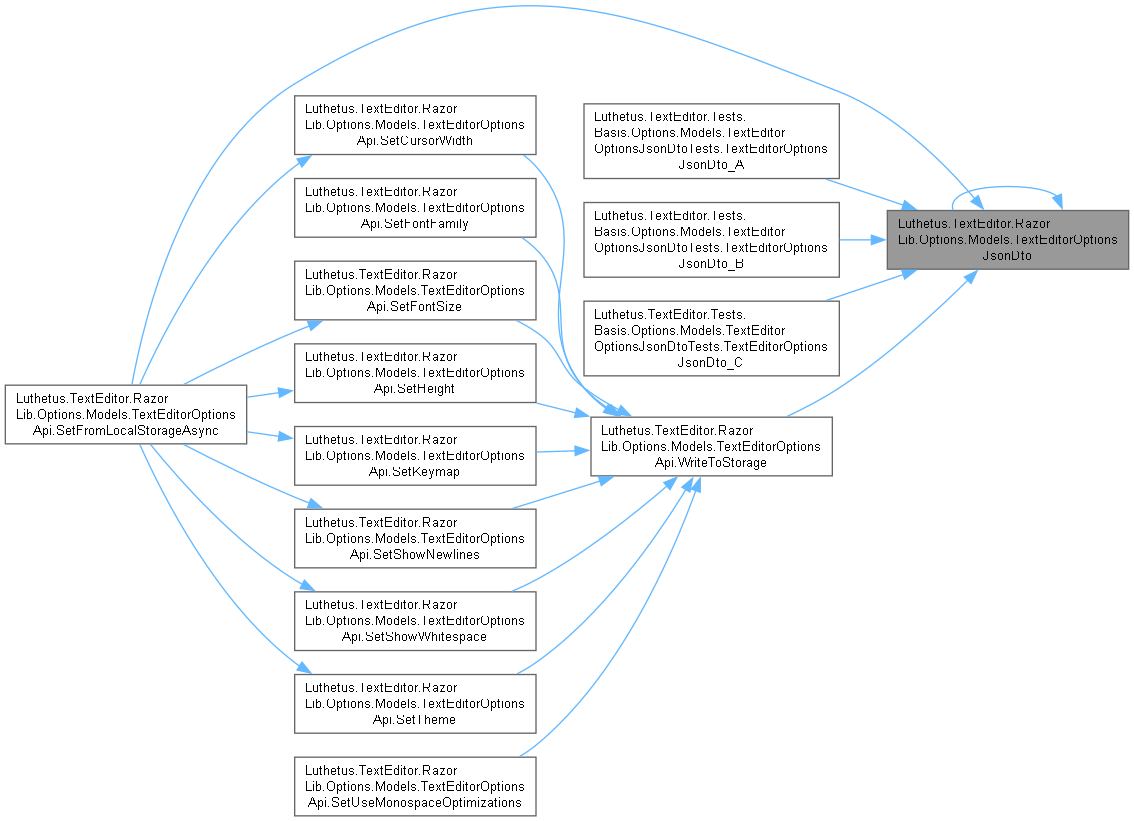 Luthetus.TextEditor.Razor
Lib.Options.Models.TextEditorOptions
Api.SetFromLocalStorageAsync
Luthetus.TextEditor.Razor
Lib.Options.Models.TextEditorOptions
Api.SetCursorWidth
Luthetus.TextEditor.Razor
Lib.Options.Models.TextEditorOptions
Api.SetFontFamily
Luthetus.TextEditor.Razor
Lib.Options.Models.TextEditorOptions
Api.SetFontSize
Luthetus.TextEditor.Razor
Lib.Options.Models.TextEditorOptions
Api.SetHeight
Luthetus.TextEditor.Razor
Lib.Options.Models.TextEditorOptions
Api.SetKeymap
Luthetus.TextEditor.Razor
Lib.Options.Models.TextEditorOptions
Api.SetShowNewlines
Luthetus.TextEditor.Razor
Lib.Options.Models.TextEditorOptions
Api.SetShowWhitespace
Luthetus.TextEditor.Razor
Lib.Options.Models.TextEditorOptions
Api.SetTheme
Luthetus.TextEditor.Razor
Lib.Options.Models.TextEditorOptions
Api.SetUseMonospaceOptimizations
Luthetus.TextEditor.Tests.
Basis.Options.Models.TextEditor
OptionsJsonDtoTests.TextEditorOptions
JsonDto_A
Luthetus.TextEditor.Tests.
Basis.Options.Models.TextEditor
OptionsJsonDtoTests.TextEditorOptions
JsonDto_B
Luthetus.TextEditor.Tests.
Basis.Options.Models.TextEditor
OptionsJsonDtoTests.TextEditorOptions
JsonDto_C
Luthetus.TextEditor.Razor
Lib.Options.Models.TextEditorOptions
Api.WriteToStorage
Luthetus.TextEditor.Razor
Lib.Options.Models.TextEditorOptions
JsonDto